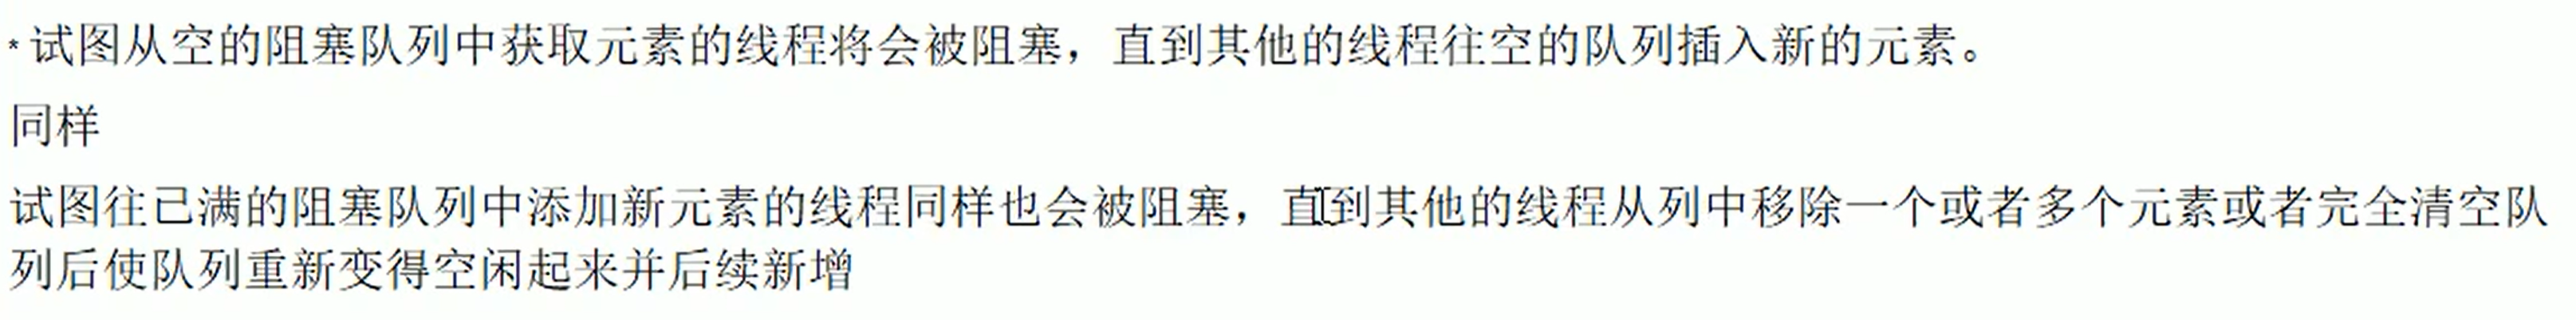 * 试图从空的阻塞队列中获取元素的线程将会被阻塞，直到其他的线程往空的队列插入新的元素。
同样
试图往已满的阻塞队列中添加新元素的线程同样也会被阻塞，直到其他的线程从列中移除一个或者多个元素或者完全清空队
列后使队列重新变得空闲起来并后续新增